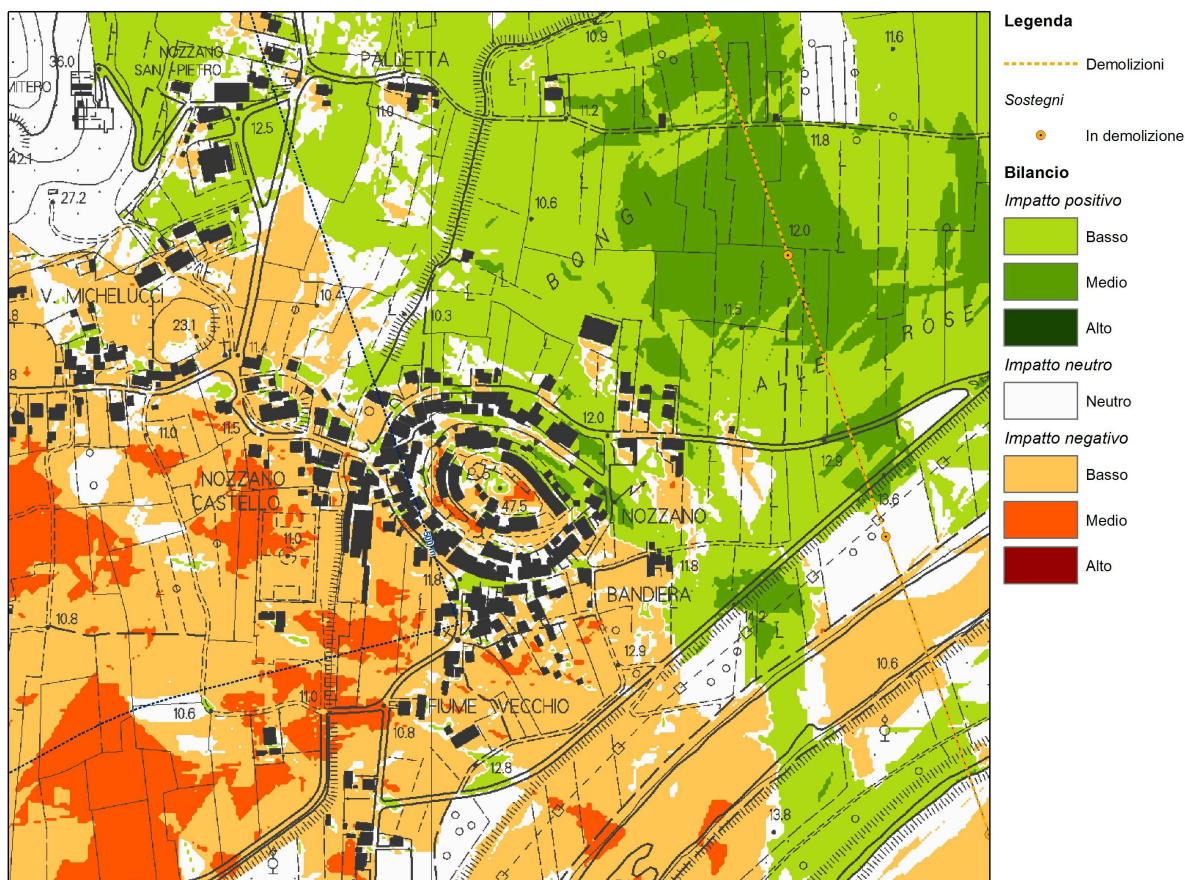 36.0
NOZZANO
SAN PIETRO
PALLETTA
10.9
11.6
MITERO
42.1
12.5
11.0
11.2
11.8
27.2
10.6
BONGI
12.0
V. MICHELUCCI
.8
23.1
10.4
10.3
11.5
ALLE ROSE
11.4
.8
11.0
11.5
12.0
12.9
NOZZANO
CASTELLO
47.5
NOZZANO
13.6
11.0
500m
11.8
11.8
BANDIERA
14.2
10.8
12.9
10.6
11.0
10.6
FIUME VECCHIO
10.8
12.8
13.8
S
Legenda
Demolizioni
Sostegni
In demolizione
Bilancio
Impatto positivo
Basso
Medio
Alto
Impatto neutro
Neutro
Impatto negativo
Basso
Medio
Alto